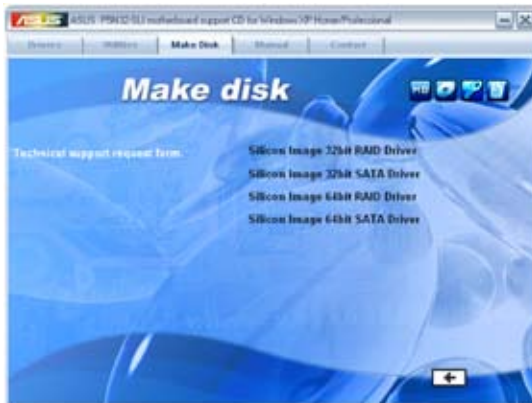 ASUS P5N32-SLI motherboard support CD for Windows XP Home/Professional
Drivers Utilities Make Disk Manual Contact
Make disk
Technical support request form.
Silicon Image 32bit RAID Driver
Silicon Image 32bit SATA Driver
Silicon Image 64bit RAID Driver
Silicon Image 64bit SATA Driver